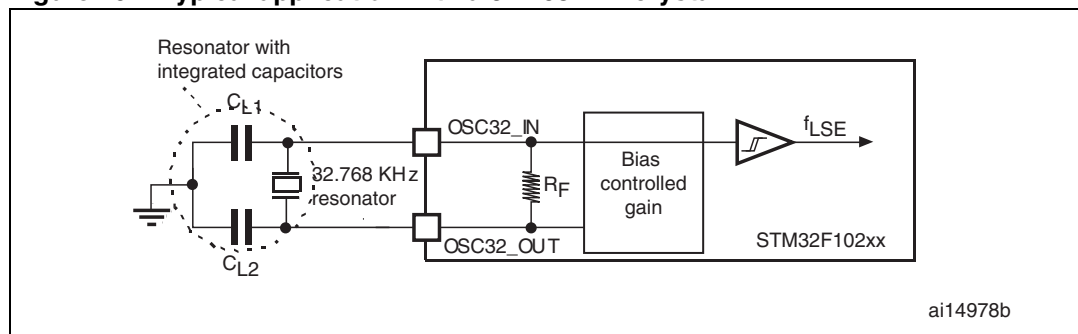 Resonator with
integrated capacitors
CL1
OSC32_IN
fLSE
32.768 KHz
resonator
RF
Bias
controlled
gain
OSC32_OUT
STM32F102xx
CL2
ai14978b